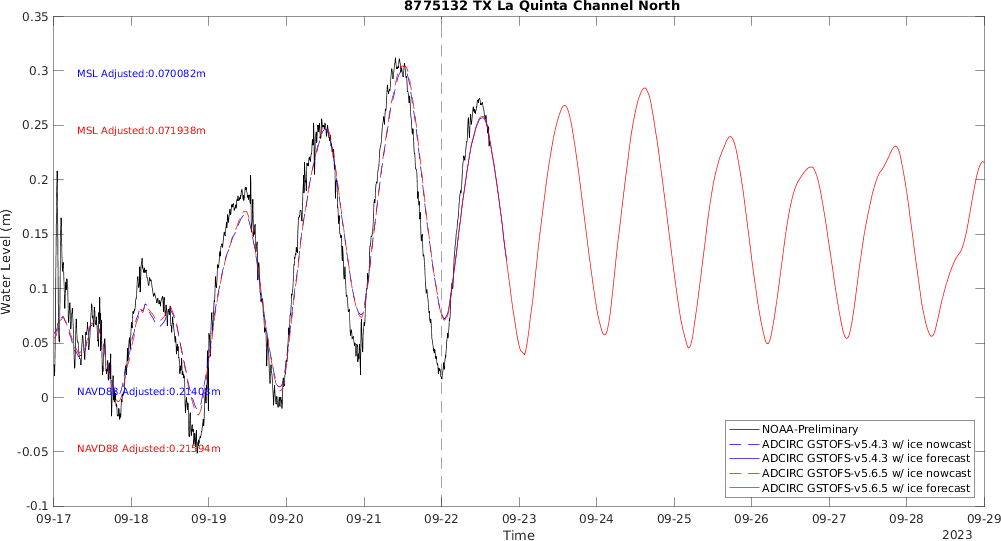 8775132 TX La Quinta Channel North
0.35
0.3
0.25
0.2
0.15
0.1
0.05
0
-0.05
-0.1
Water Level (m)
MSL Adjusted:0.070082m
MSL Adjusted:0.071938m
NAVD88 Adjusted:0.21408m
NAVD88 Adjusted:0.21594m
NOAA-Preliminary
ADCIRC GSTOFS-v5.4.3 w/ ice nowcast
ADCIRC GSTOFS-v5.4.3 w/ ice forecast
ADCIRC GSTOFS-v5.6.5 w/ ice nowcast
ADCIRC GSTOFS-v5.6.5 w/ ice forecast
09-17 09-18 09-19 09-20 09-21 09-22 09-23 09-24 09-25 09-26 09-27 09-28 09-29
Time
2023